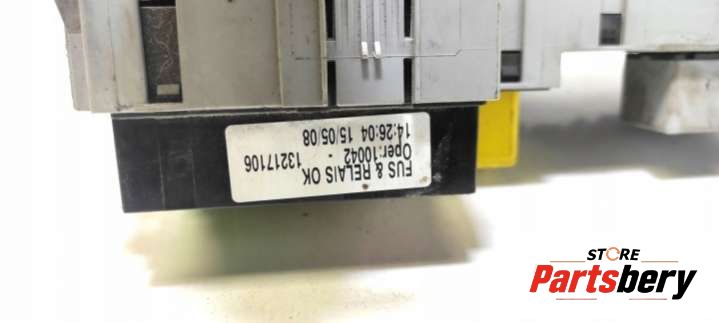 FUS & RELAIS OK
Oper:10042 - 13217106
14:26:04 15/05/08
STORE
Partsbery